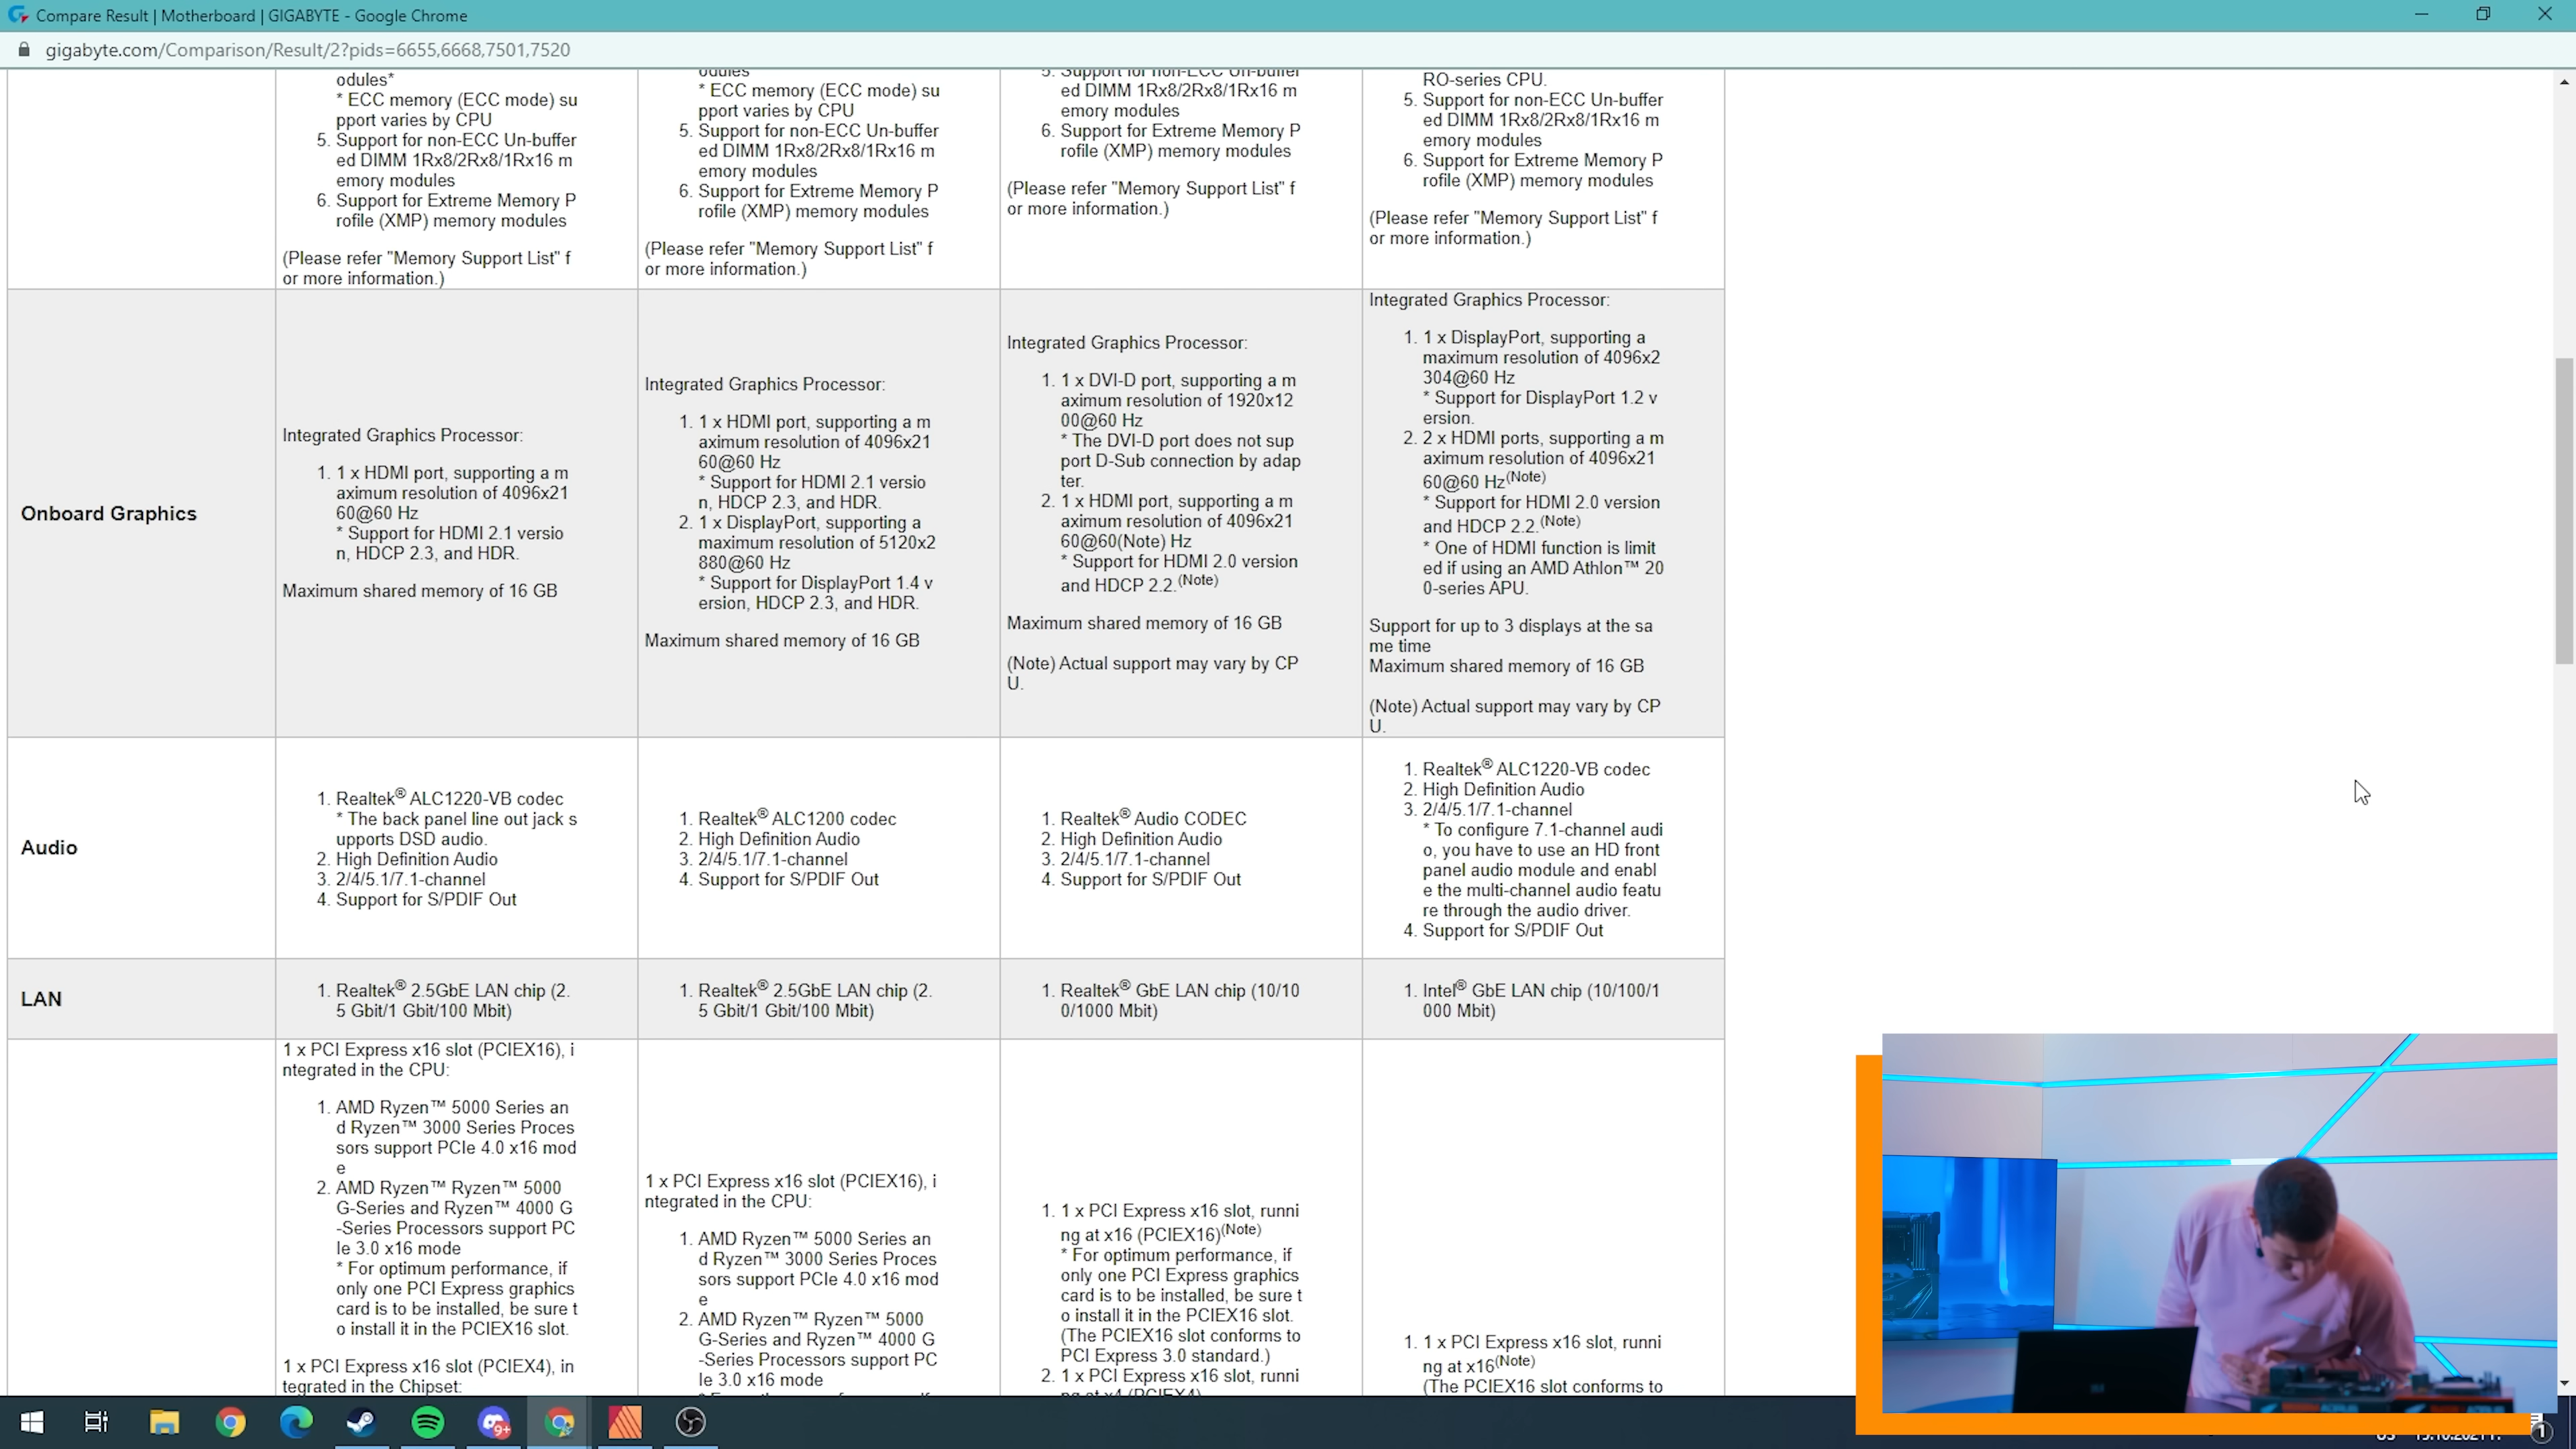 Compare Result | Motherboard | GIGABYTE - Google Chrome
gigabyte.com/Comparison/Result/2?pids=6655,6668,7501,7520
odules*
* ECC memory (ECC mode) su
pport varies by CPU
5. Support for non-ECC Un-buffer
ed DIMM 1Rx8/2Rx8/1Rx16 m
emory modules
6. Support for Extreme Memory P
rofile (XMP) memory modules
(Please refer "Memory Support List" f
or more information.)
odules
* ECC memory (ECC mode) su
pport varies by CPU
5. Support for non-ECC Un-buffer
ed DIMM 1Rx8/2Rx8/1Rx16 m
emory modules
6. Support for Extreme Memory P
rofile (XMP) memory modules
(Please refer "Memory Support List" f
or more information.)
5. Support for non-ECC Un-buffer
ed DIMM 1Rx8/2Rx8/1Rx16 m
emory modules
6. Support for Extreme Memory P
rofile (XMP) memory modules
(Please refer "Memory Support List" f
or more information.)
RO-series CPU.
5. Support for non-ECC Un-buffer
ed DIMM 1Rx8/2Rx8/1Rx16 m
emory modules
6. Support for Extreme Memory P
rofile (XMP) memory modules
(Please refer "Memory Support List" f
or more information.)
Onboard Graphics
Integrated Graphics Processor:
1. 1 x HDMI port, supporting a m
aximum resolution of 4096x21
60@60 Hz
* Support for HDMI 2.1 versio
n, HDCP 2.3, and HDR.
Maximum shared memory of 16 GB
Integrated Graphics Processor:
1. 1 x HDMI port, supporting a m
aximum resolution of 4096x21
60@60 Hz
* Support for HDMI 2.1 versio
n, HDCP 2.3, and HDR.
2. 1 x DisplayPort, supporting a
maximum resolution of 5120x2
880@60 Hz
* Support for DisplayPort 1.4 v
ersion, HDCP 2.3, and HDR.
Maximum shared memory of 16 GB
Integrated Graphics Processor:
1. 1 x DVI-D port, supporting a m
aximum resolution of 1920x12
00@60 Hz
* The DVI-D port does not sup
port D-Sub connection by adap
ter.
2. 1 x HDMI port, supporting a m
aximum resolution of 4096x21
60@60(Note) Hz
* Support for HDMI 2.0 version
and HDCP 2.2.(Note)
Maximum shared memory of 16 GB
(Note) Actual support may vary by CP
U.
Integrated Graphics Processor:
1. 1 x DisplayPort, supporting a
maximum resolution of 4096x2
304@60 Hz
* Support for DisplayPort 1.2 v
ersion.
2. 2 x HDMI ports, supporting a m
aximum resolution of 4096x21
60@60 Hz(Note)
* Support for HDMI 2.0 version
and HDCP 2.2.(Note)
* One of HDMI function is limit
ed if using an AMD Athlon™ 20
0-series APU.
Support for up to 3 displays at the sa
me time
Maximum shared memory of 16 GB
(Note) Actual support may vary by CP
U.
Audio
1. Realtek® ALC1220-VB codec
* The back panel line out jack s
upports DSD audio.
2. High Definition Audio
3. 2/4/5.1/7.1-channel
4. Support for S/PDIF Out
1. Realtek® ALC1200 codec
2. High Definition Audio
3. 2/4/5.1/7.1-channel
4. Support for S/PDIF Out
1. Realtek® Audio CODEC
2. High Definition Audio
3. 2/4/5.1/7.1-channel
4. Support for S/PDIF Out
1. Realtek® ALC1220-VB codec
2. High Definition Audio
3. 2/4/5.1/7.1-channel
* To configure 7.1-channel audi
o, you have to use an HD front
panel audio module and enabl
e the multi-channel audio featu
re through the audio driver.
4. Support for S/PDIF Out
LAN
1. Realtek® 2.5GbE LAN chip (2.
5 Gbit/1 Gbit/100 Mbit)
1. Realtek® 2.5GbE LAN chip (2.
5 Gbit/1 Gbit/100 Mbit)
1. Realtek® GbE LAN chip (10/10
0/1000 Mbit)
1. Intel® GbE LAN chip (10/100/1
000 Mbit)
1 x PCI Express x16 slot (PCIEX16), i
ntegrated in the CPU:
1. AMD Ryzen™ 5000 Series an
d Ryzen™ 3000 Series Proces
sors support PCIe 4.0 x16 mod
e
2. AMD Ryzen™ Ryzen™ 5000
G-Series and Ryzen™ 4000 G
-Series Processors support PC
Ie 3.0 x16 mode
* For optimum performance, if
only one PCI Express graphics
card is to be installed, be sure t
o install it in the PCIEX16 slot.
1 x PCI Express x16 slot (PCIEX4), in
tegrated in the Chipset:
1 x PCI Express x16 slot (PCIEX16), i
ntegrated in the CPU:
1. AMD Ryzen™ 5000 Series an
d Ryzen™ 3000 Series Proces
sors support PCIe 4.0 x16 mod
e
2. AMD Ryzen™ Ryzen™ 5000
G-Series and Ryzen™ 4000 G
-Series Processors support PC
Ie 3.0 x16 mode
1. 1 x PCI Express x16 slot, runni
ng at x16 (PCIEX16)(Note)
* For optimum performance, if
only one PCI Express graphics
card is to be installed, be sure t
o install it in the PCIEX16 slot.
(The PCIEX16 slot conforms to
PCI Express 3.0 standard.)
2. 1 x PCI Express x16 slot, runni
ng at x4 (PCIEX4)
1. 1 x PCI Express x16 slot, runni
ng at x16(Note)
(The PCIEX16 slot conforms to
9+
1